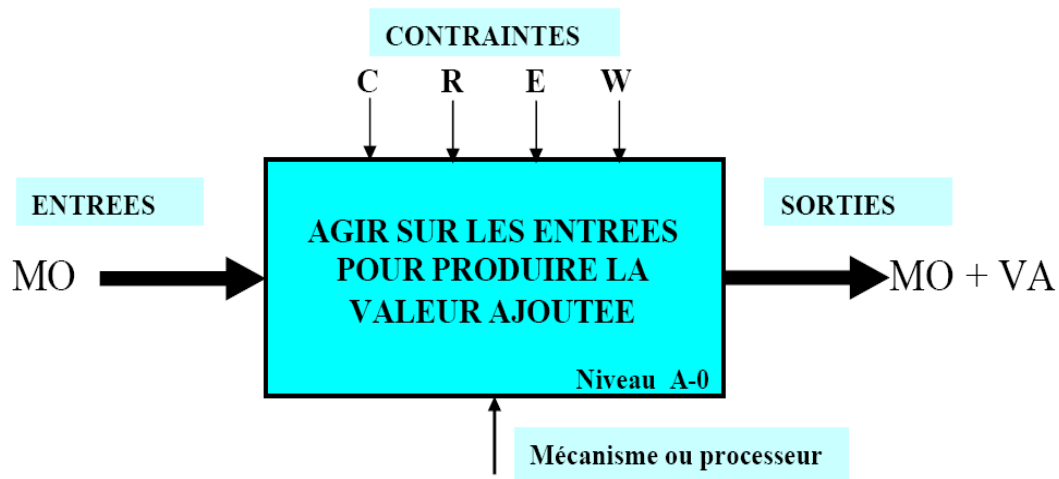 CONTRAINTES
C R E W
ENTREES
SORTIES
AGIR SUR LES ENTREES
POUR PRODUIRE LA
VALEUR AJOUTEE
MO
MO + VA
Niveau A-0
Mécanisme ou processeur